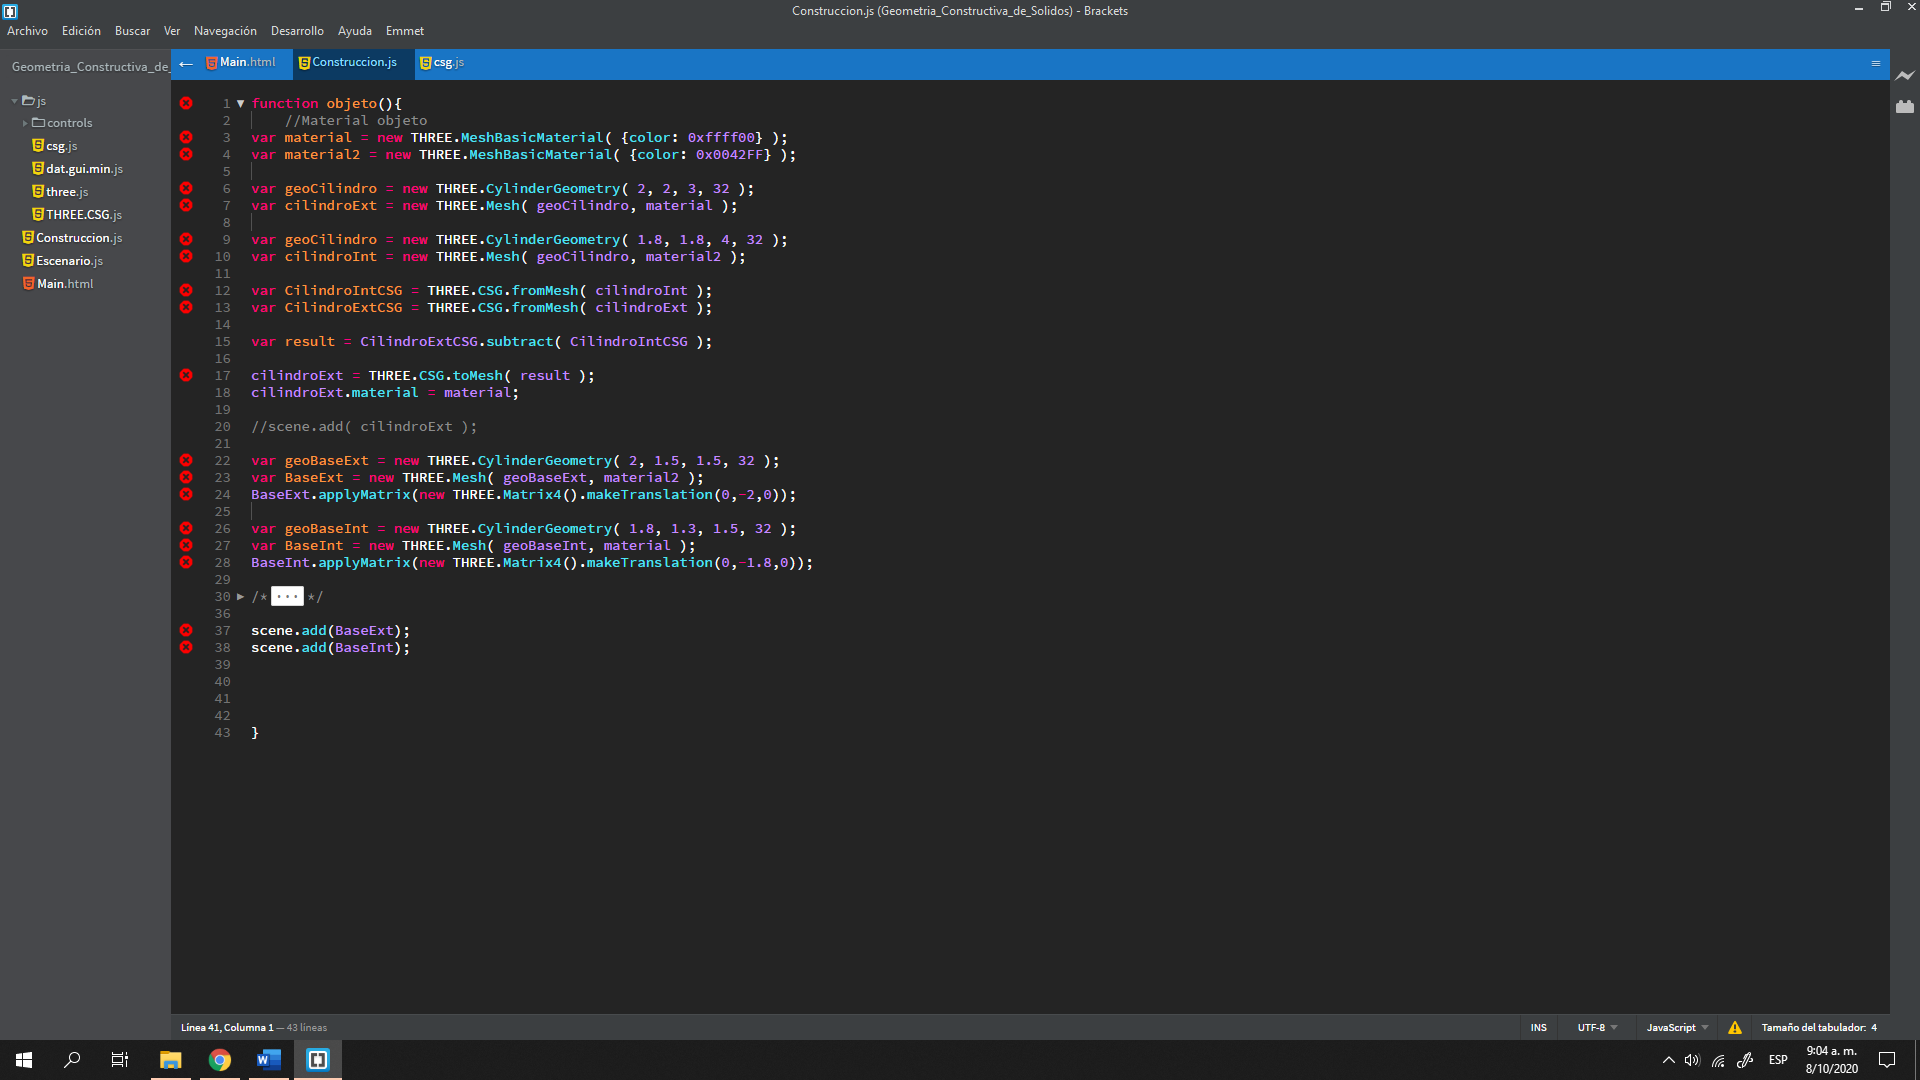 Construccion.js (Geometria_Constructiva_de_Solidos) - Brackets
Archivo Edición Buscar Ver Navegación Desarrollo Ayuda Emmet
Geometria_Constructiva_de_
js
controls
csg.js
dat.gui.min.js
three.js
THREE.CSG.js
Construccion.js
Escenario.js
Main.html
← Main.html Construccion.js csg.js
1 ▼ function objeto(){
2 //Material objeto
3 var material = new THREE.MeshBasicMaterial( {color: 0xffff00} );
4 var material2 = new THREE.MeshBasicMaterial( {color: 0x0042FF} );
5
6 var geoCilindro = new THREE.CylinderGeometry( 2, 2, 3, 32 );
7 var cilindroExt = new THREE.Mesh( geoCilindro, material );
8
9 var geoCilindro = new THREE.CylinderGeometry( 1.8, 1.8, 4, 32 );
10 var cilindroInt = new THREE.Mesh( geoCilindro, material2 );
11
12 var CilindroIntCSG = THREE.CSG.fromMesh( cilindroInt );
13 var CilindroExtCSG = THREE.CSG.fromMesh( cilindroExt );
14
15 var result = CilindroExtCSG.subtract( CilindroIntCSG );
16
17 cilindroExt = THREE.CSG.toMesh( result );
18 cilindroExt.material = material;
19
20 //scene.add( cilindroExt );
21
22 var geoBaseExt = new THREE.CylinderGeometry( 2, 1.5, 1.5, 32 );
23 var BaseExt = new THREE.Mesh( geoBaseExt, material2 );
24 BaseExt.applyMatrix(new THREE.Matrix4().makeTranslation(0,-2,0));
25
26 var geoBaseInt = new THREE.CylinderGeometry( 1.8, 1.3, 1.5, 32 );
27 var BaseInt = new THREE.Mesh( geoBaseInt, material );
28 BaseInt.applyMatrix(new THREE.Matrix4().makeTranslation(0,-1.8,0));
29
30 ▶ /* ... */
36
37 scene.add(BaseExt);
38 scene.add(BaseInt);
39
40
41
42
43 }
Línea 41, Columna 1 — 43 líneas
INS UTF-8 JavaScript Tamaño del tabulador: 4
ESP
9:04 a. m.
8/10/2020